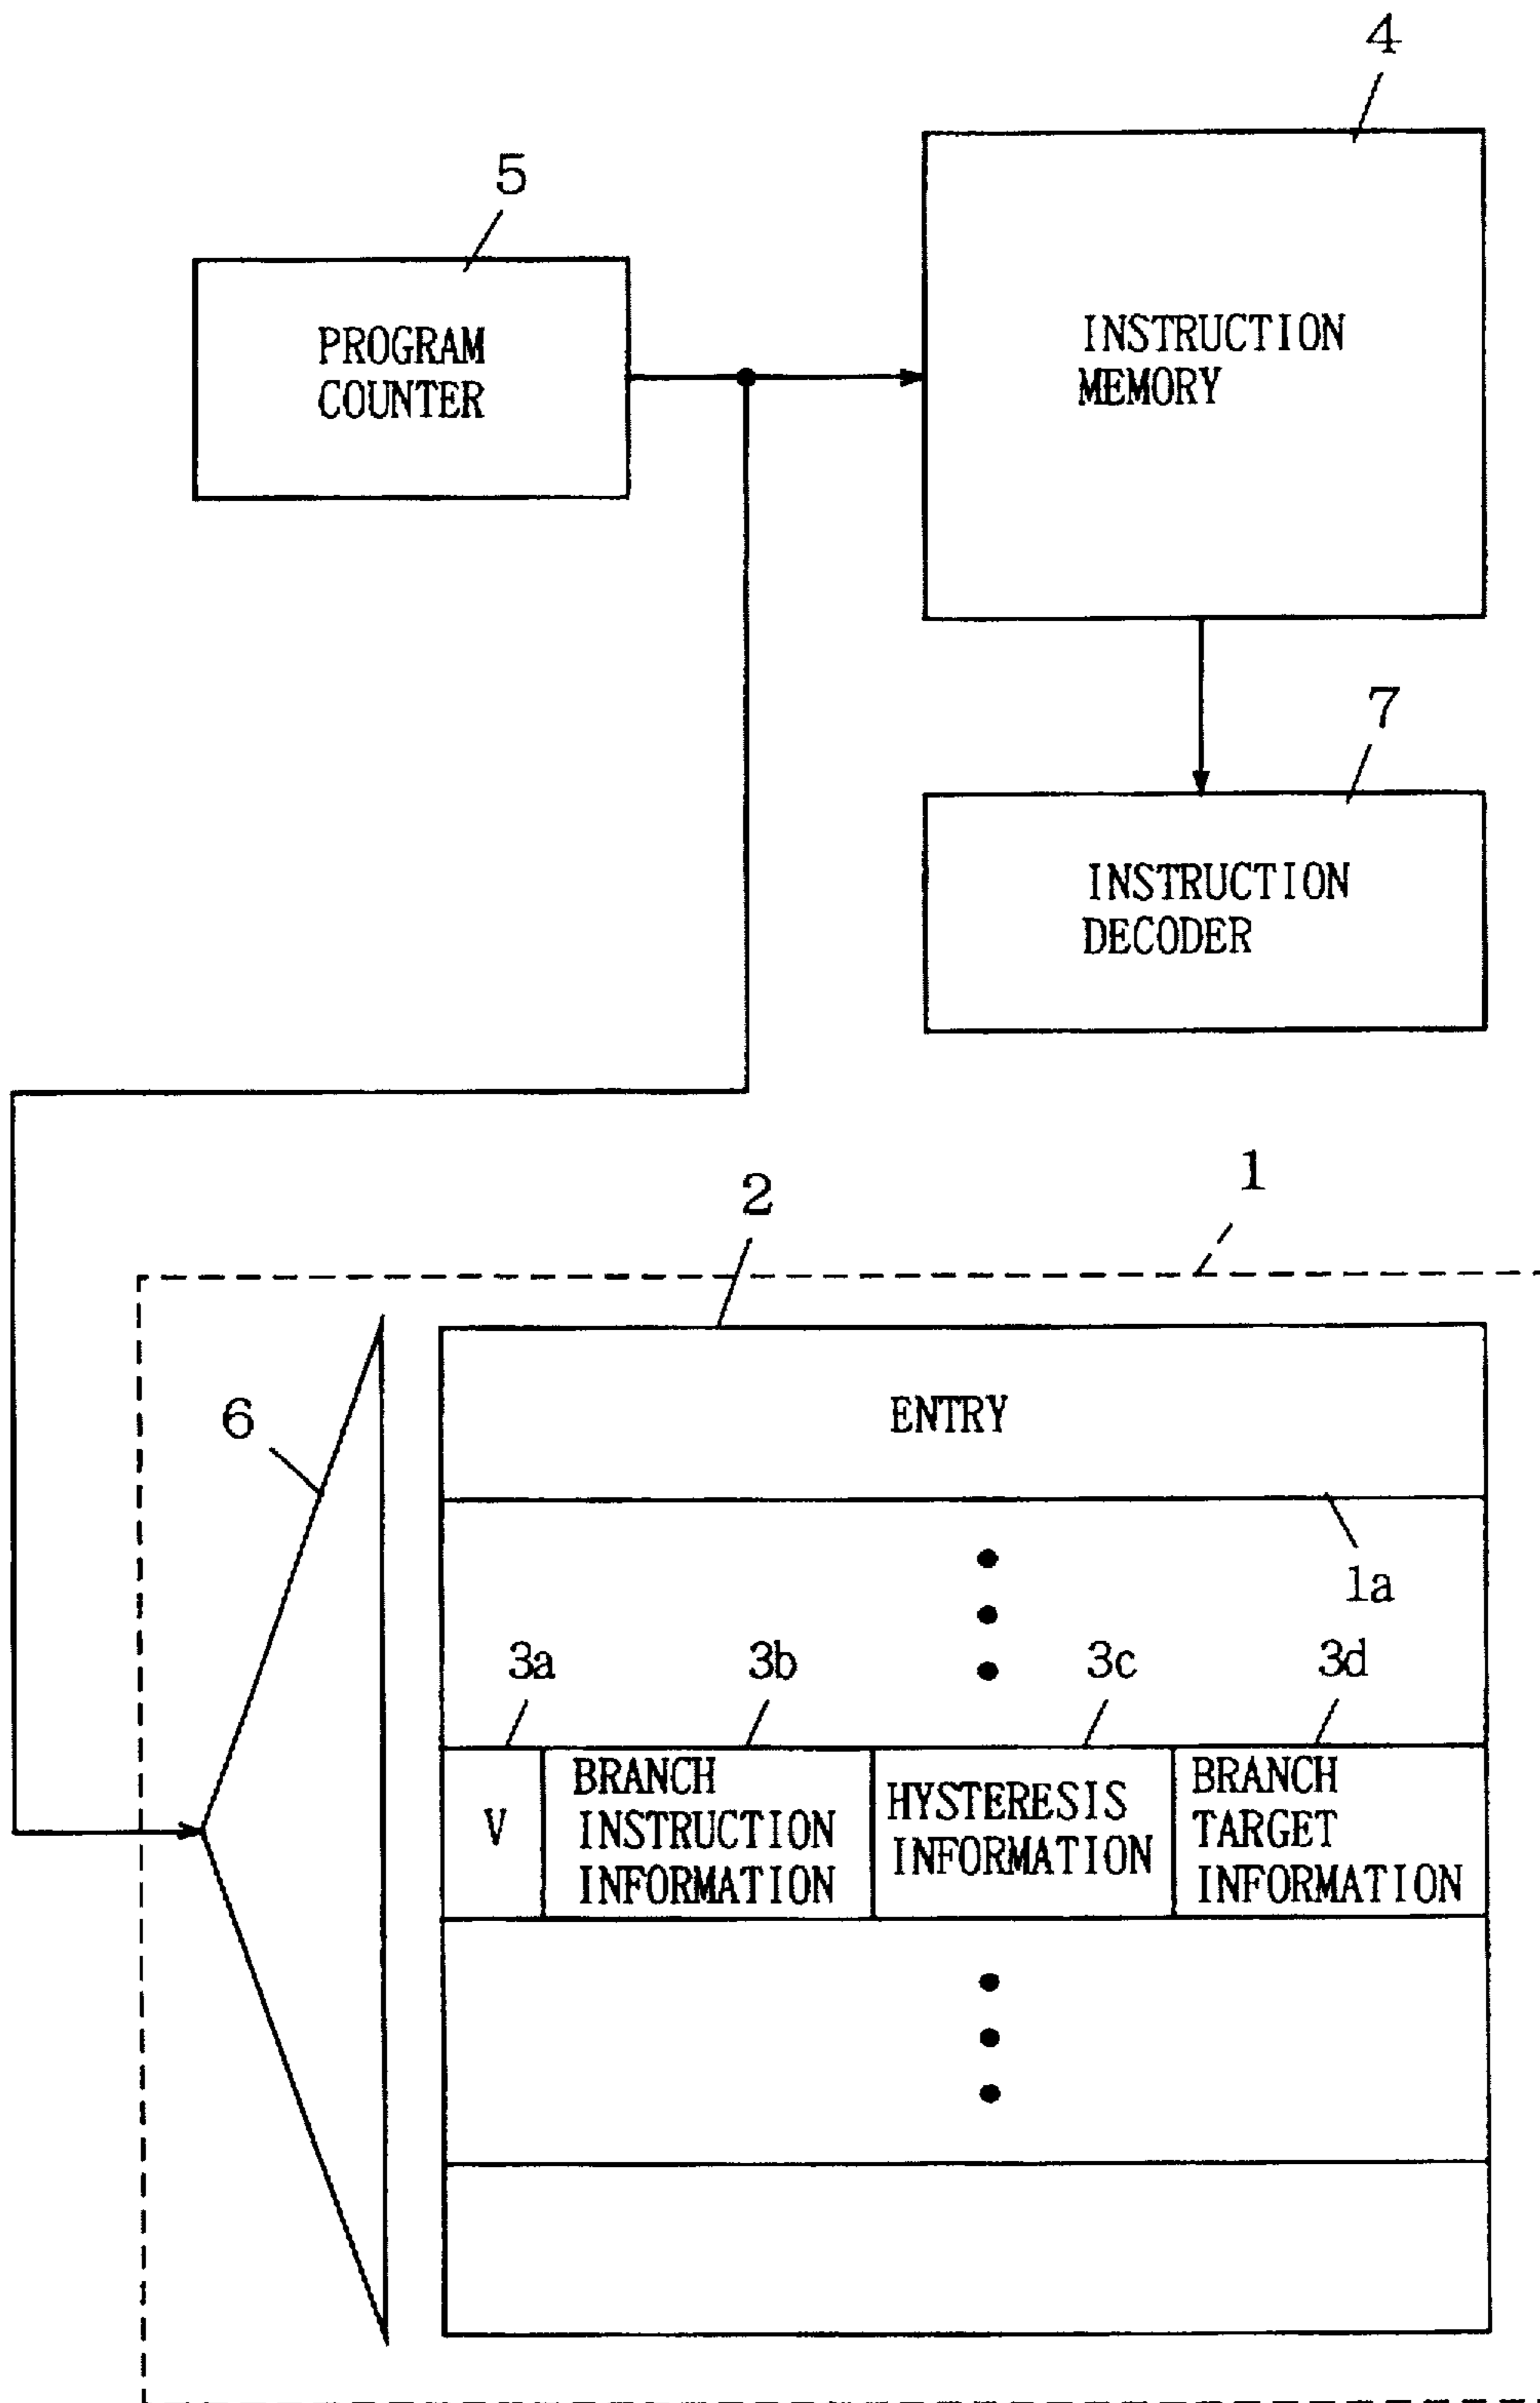 4
5
PROGRAM
COUNTER
INSTRUCTION
MEMORY
7
INSTRUCTION
DECODER
1
2
6
ENTRY
1a
3a
3b
3c
3d
V
BRANCH
INSTRUCTION
INFORMATION
HYSTERESIS
INFORMATION
BRANCH
TARGET
INFORMATION